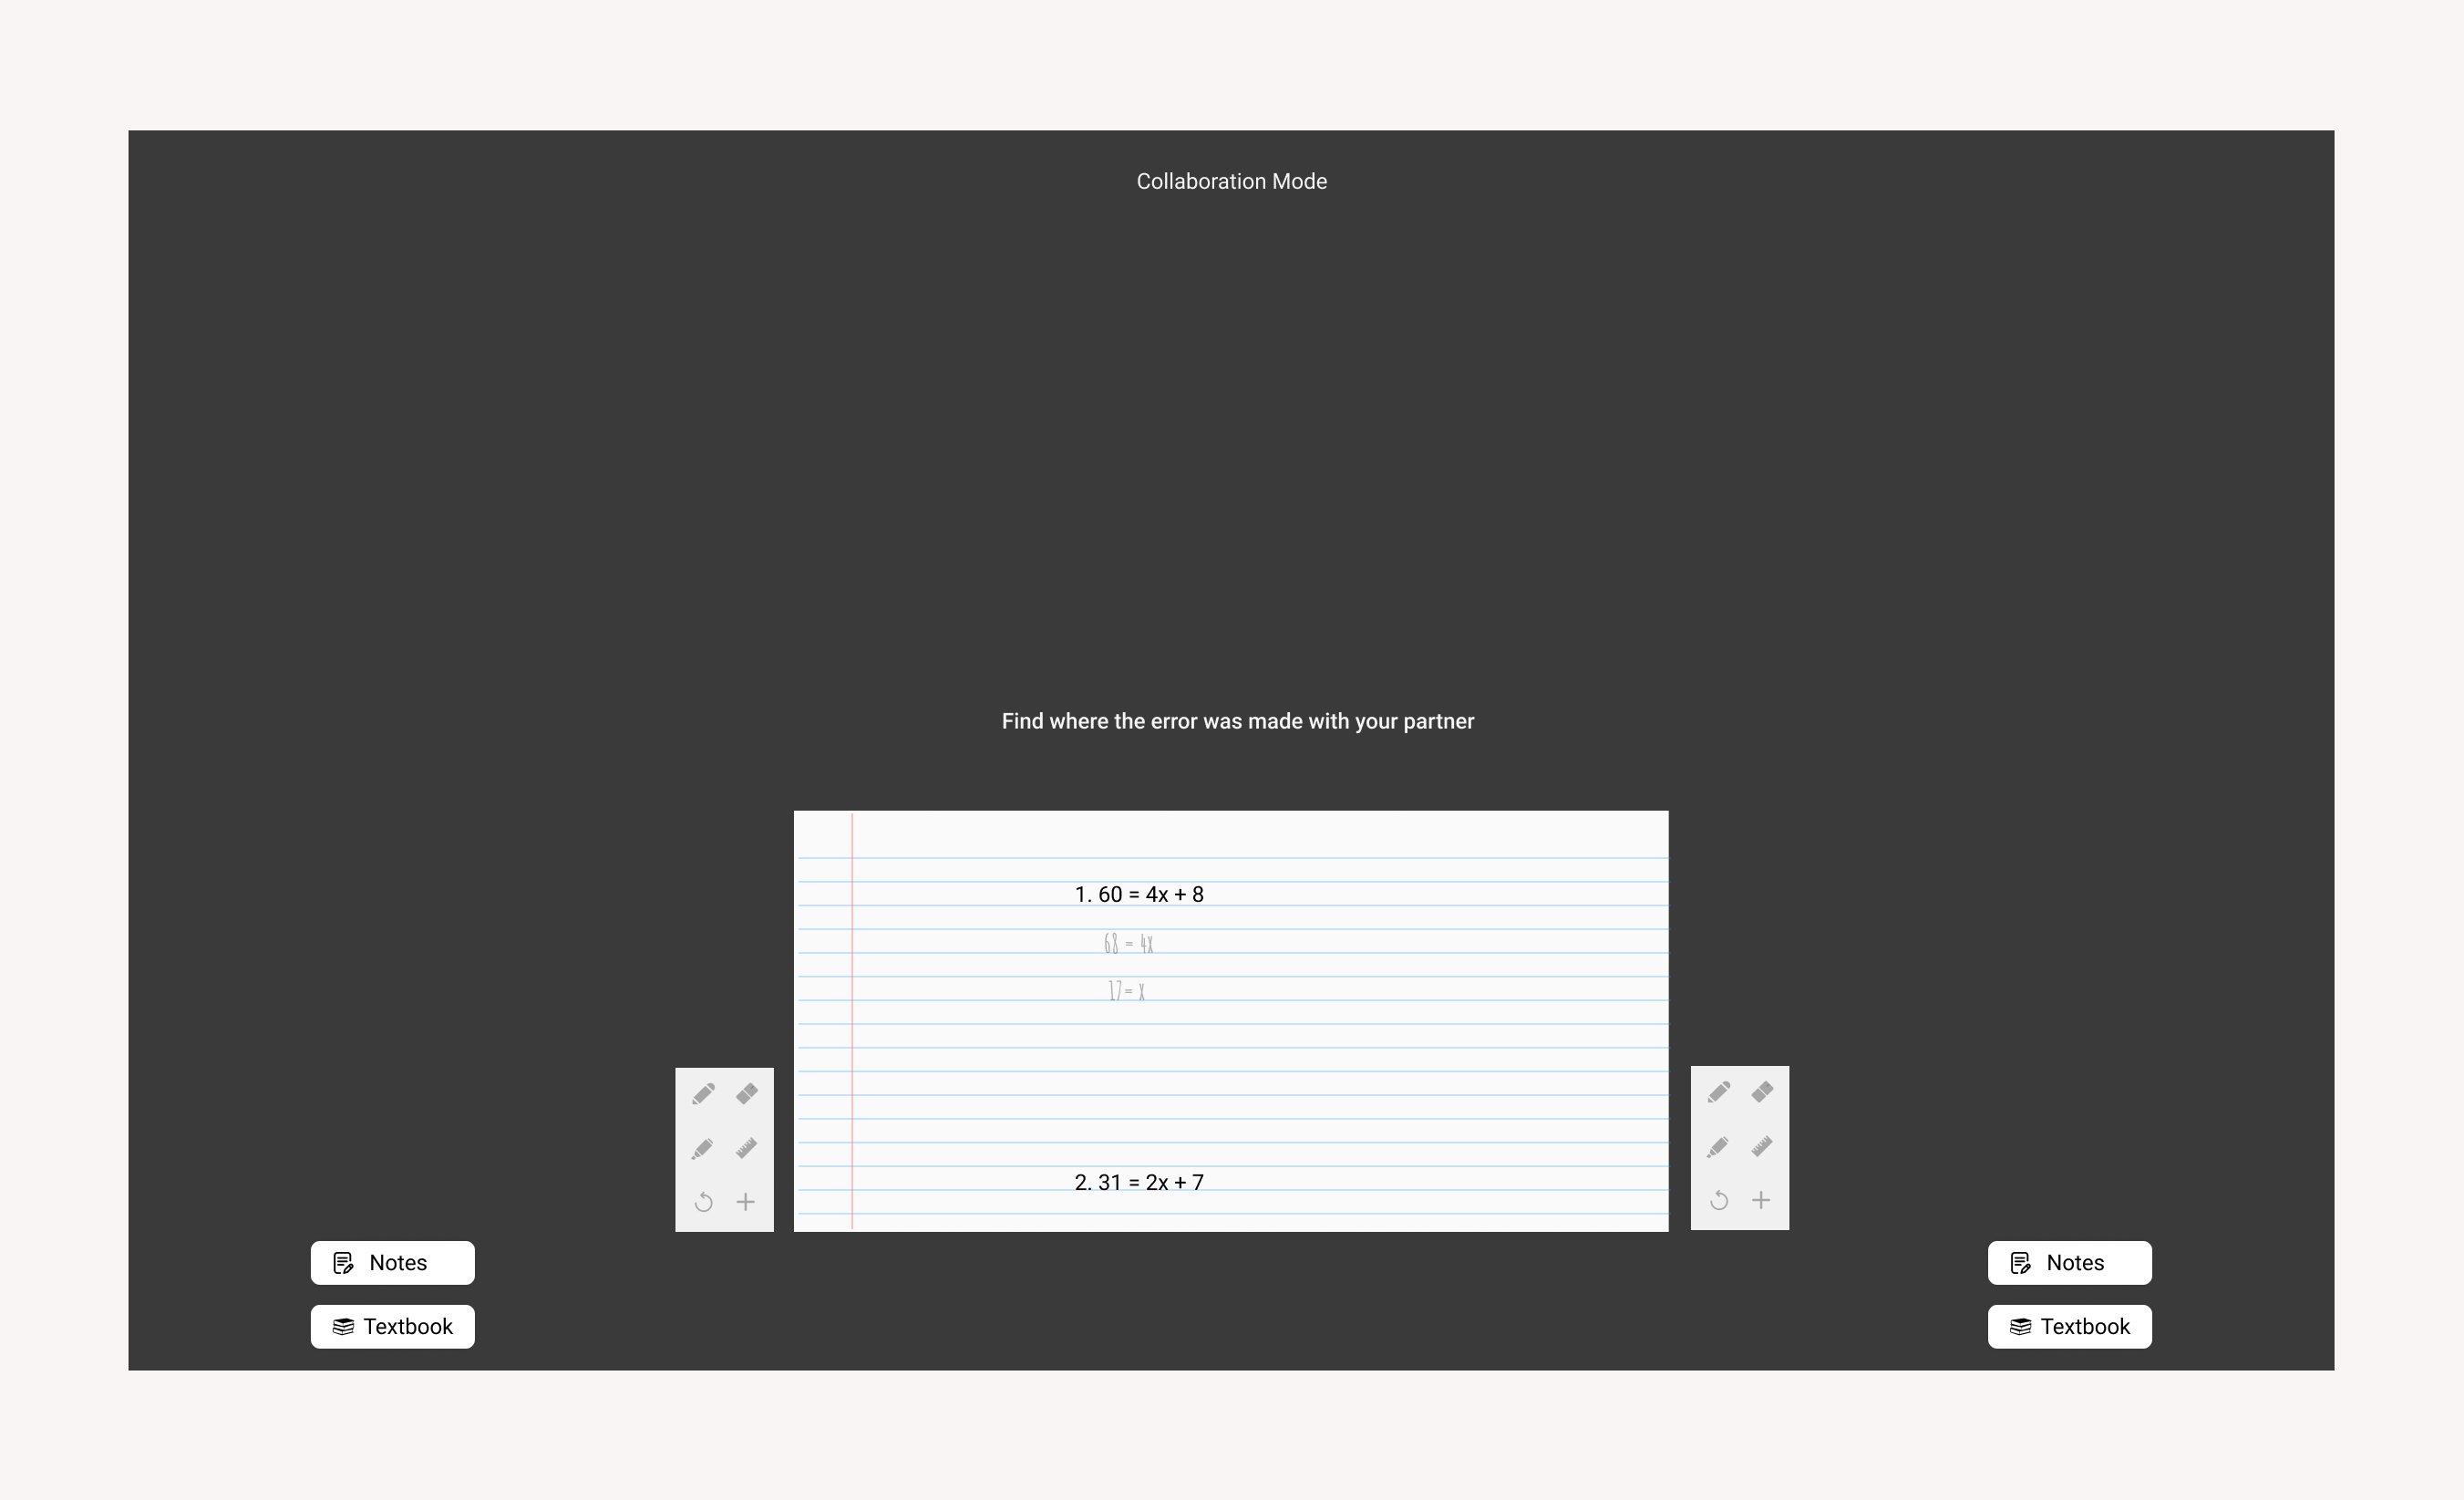 Collaboration Mode
Find where the error was made with your partner
1. 60 = 4x + 8
68 = 4x
17 = x
2. 31 = 2x + 7
Notes
Textbook
Notes
Textbook